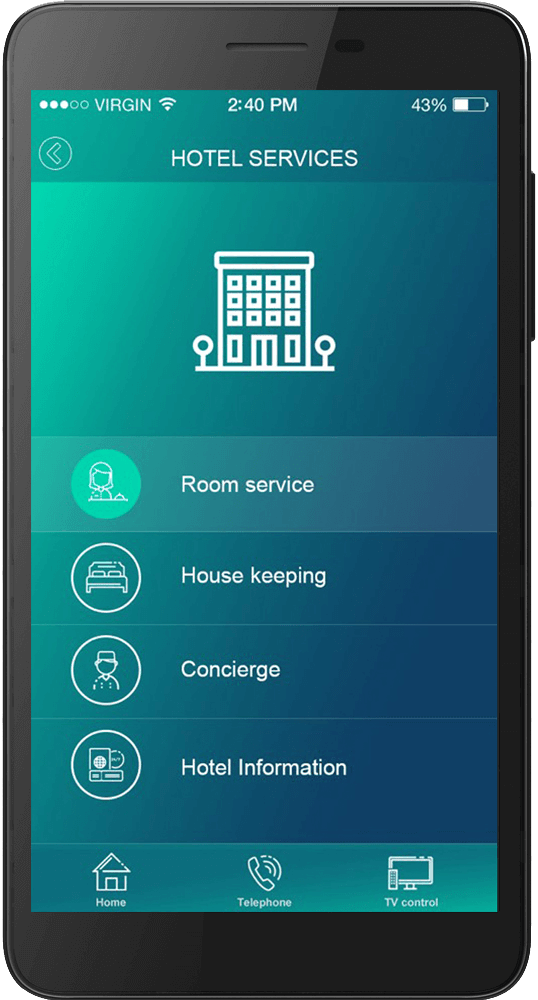 VIRGIN 2:40 PM 43%
HOTEL SERVICES
Room service
House keeping
Concierge
Hotel Information
Home Telephone TV control